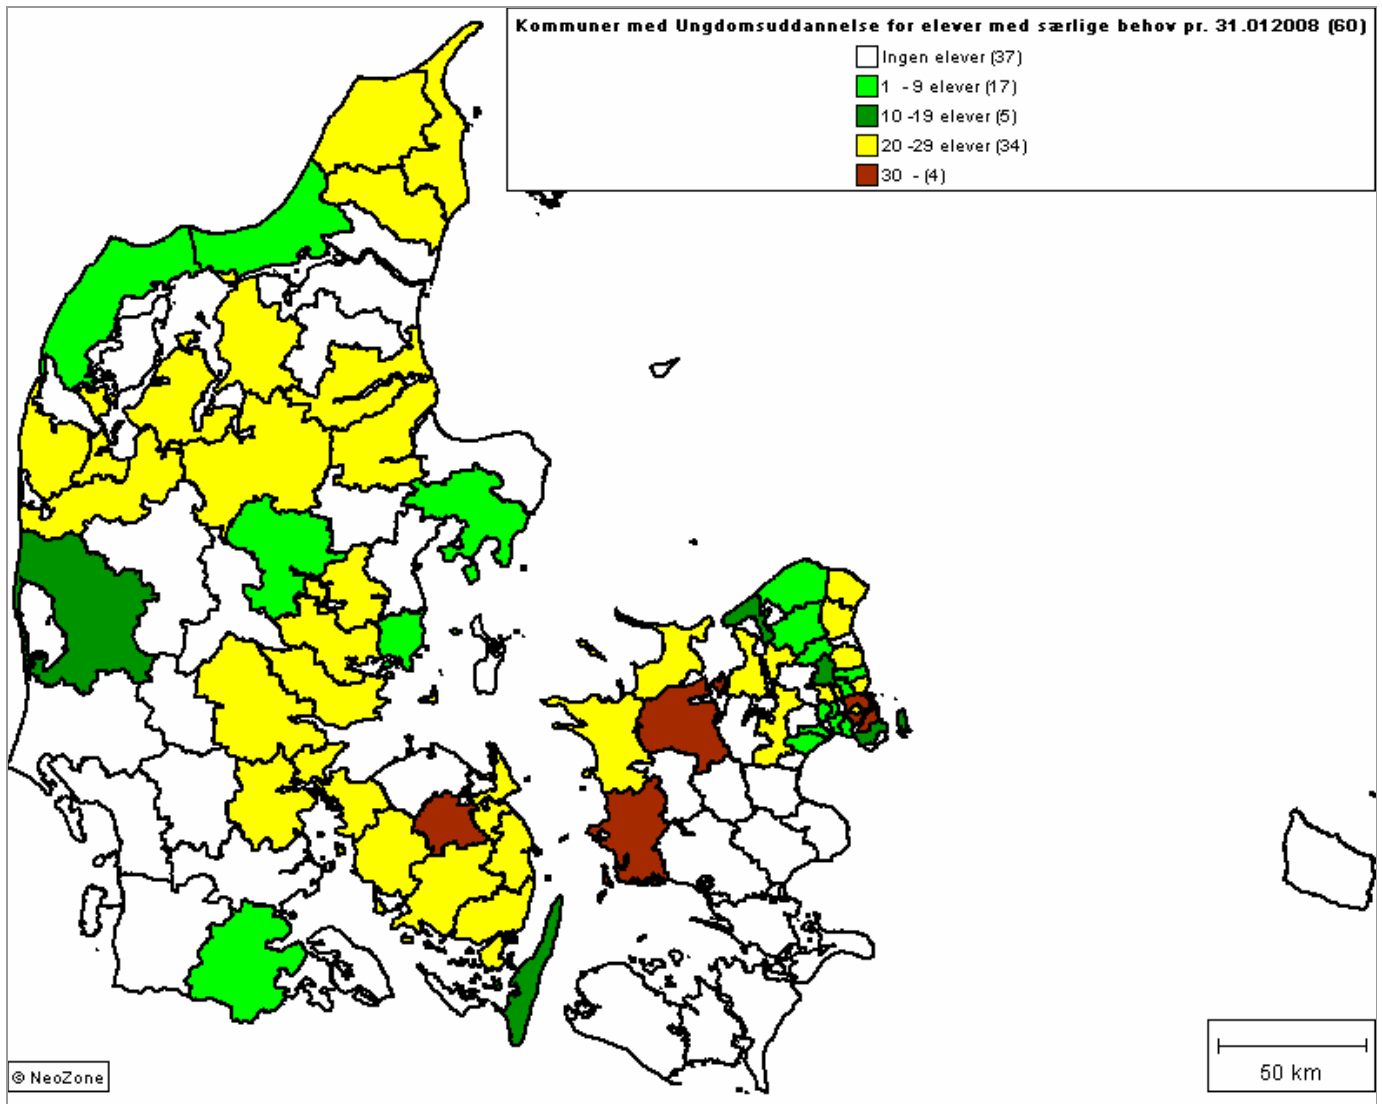 Kommuner med Ungdomsuddannelse for elever med særlige behov pr. 31.012008 (60)
Ingen elever (37)
1 - 9 elever (17)
10 -19 elever (5)
20 -29 elever (34)
30 - (4)
© NeoZone
50 km